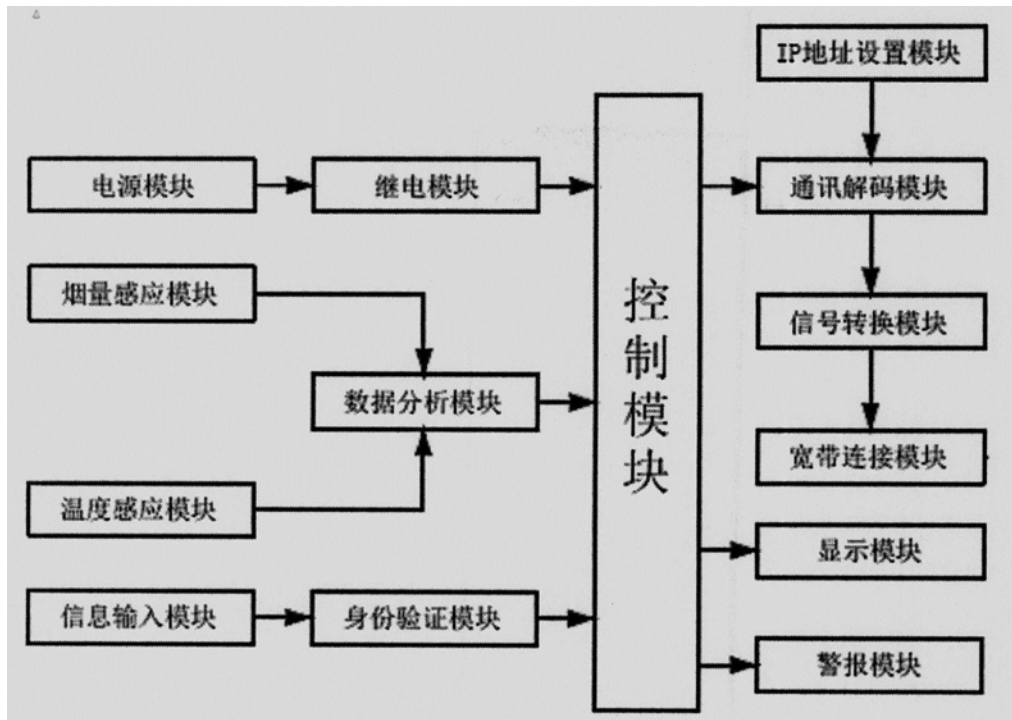 IP地址设置模块
电源模块
继电模块
通讯解码模块
烟量感应模块
信号转换模块
控制模块
数据分析模块
宽带连接模块
温度感应模块
显示模块
信息输入模块
身份验证模块
警报模块